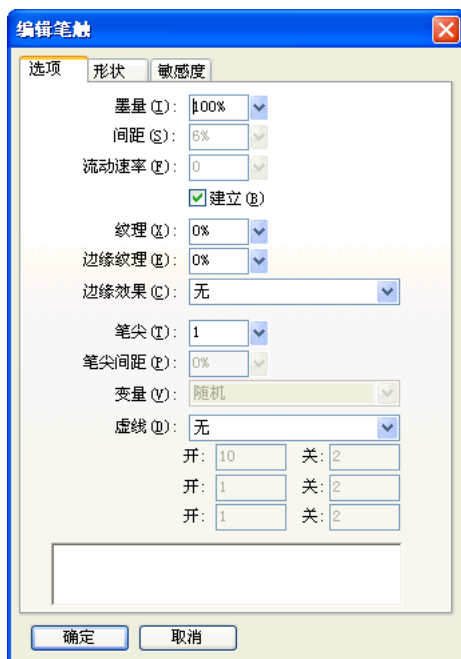 编辑笔触
选项 形状 敏感度
墨量(I): 100%
间距(S): 6%
流动速率(F): 0
建立(B)
纹理(X): 0%
边缘纹理(E): 0%
边缘效果(C): 无
笔尖(T): 1
笔尖间距(P): 0%
变量(V): 随机
虚线(D): 无
开: 10 关: 2
开: 1 关: 2
开: 1 关: 2
确定 取消